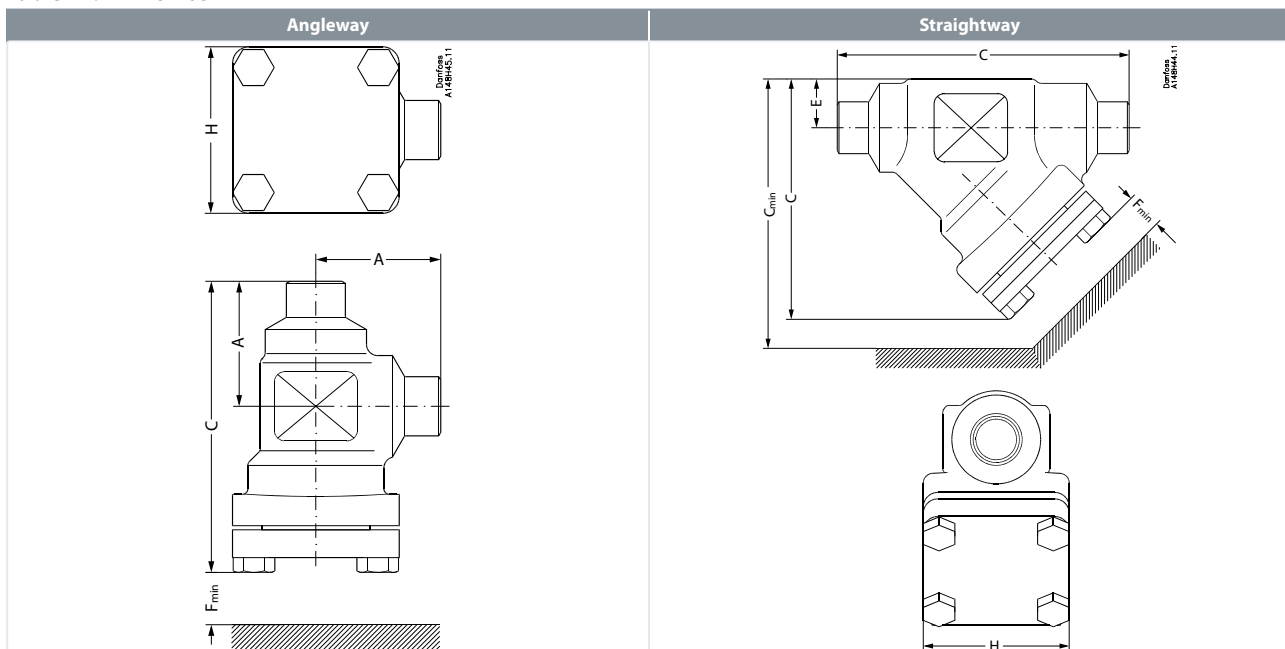 Angleway
Straightway
H
Danfoss
A148H45.11
A
A
C
Fmin
C
Danfoss
A148H44.11
E
Cmin
C
Fmin
H